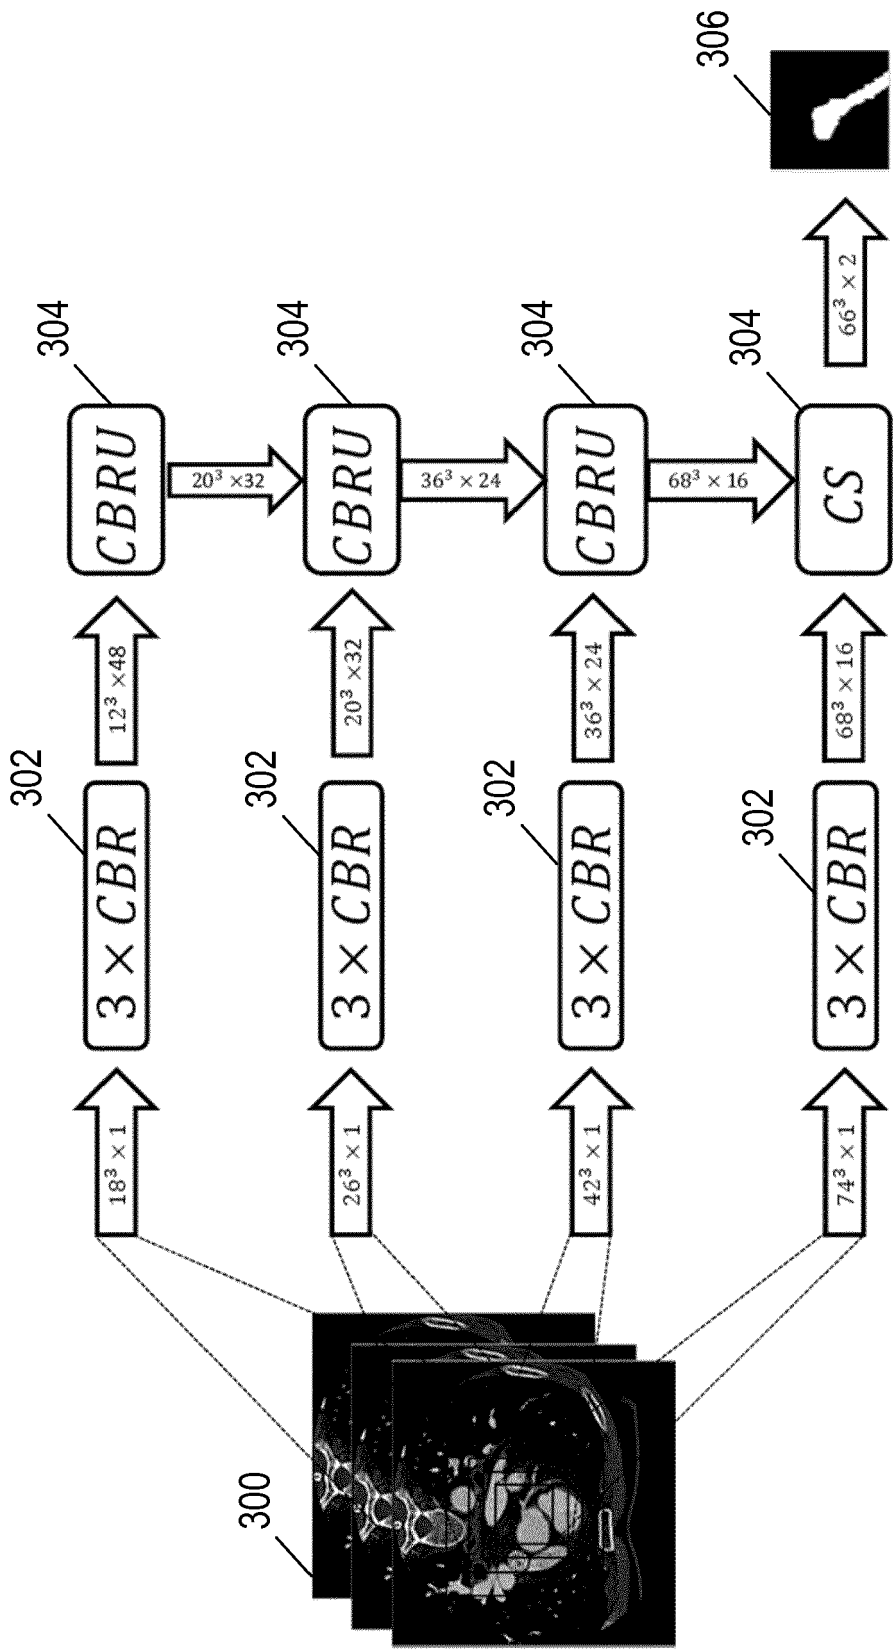 300
18³ × 1
302
3 × CBR
12³ ×48
304
CBRU
20³ ×32
26³ × 1
302
3 × CBR
20³ ×32
304
CBRU
36³ × 24
42³ × 1
302
3 × CBR
36³ × 24
304
CBRU
68³ × 16
74³ × 1
302
3 × CBR
68³ × 16
304
CS
66³ × 2
306